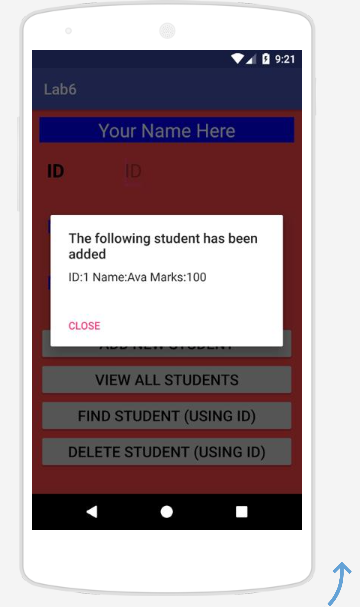 9:21
Lab6
Your Name Here
ID ID
The following student has been
added
ID:1 Name:Ava Marks:100
CLOSE
ADD NEW STUDENT
VIEW ALL STUDENTS
FIND STUDENT (USING ID)
DELETE STUDENT (USING ID)